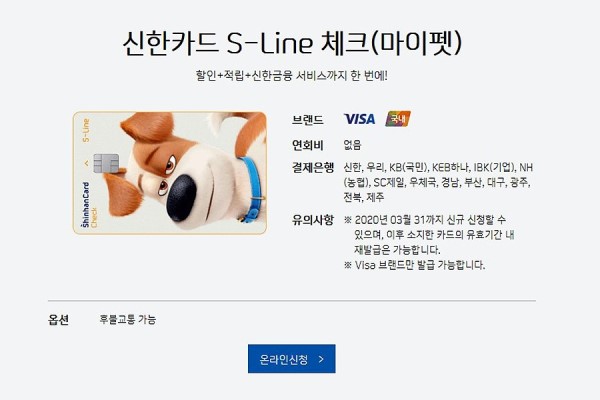 신한카드 S-Line 체크(마이펫)
할인+적립+신한금융 서비스까지 한 번에!
S-Line
ShinhanCard
Check
브랜드 VISA 국내
연회비 없음
결제은행 신한, 우리, KB(국민), KEB하나, IBK(기업), NH
(농협), SC제일, 우체국, 경남, 부산, 대구, 광주,
전북, 제주
유의사항 ※ 2020년 03월 31까지 신규 신청할 수
있으며, 이후 소지한 카드의 유효기간 내
재발급은 가능합니다.
※ Visa 브랜드만 발급 가능합니다.
옵션 후불교통 가능
온라인신청 >